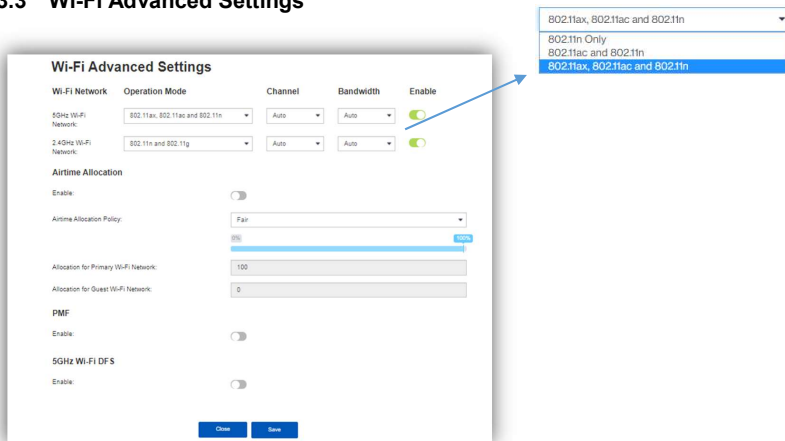 3.3 Wi-Fi Advanced Settings
802.11ax, 802.11ac and 802.11n
802.11n Only
802.11ac and 802.11n
802.11ax, 802.11ac and 802.11n
Wi-Fi Advanced Settings
Wi-Fi Network Operation Mode Channel Bandwidth Enable
5GHz Wi-Fi Network: 802.11ax, 802.11ac and 802.11n Auto Auto
2.4GHz Wi-Fi Network: 802.11n and 802.11g Auto Auto
Airtime Allocation
Enable:
Airtime Allocation Policy: Fair
0% 100%
Allocation for Primary Wi-Fi Network: 100
Allocation for Guest Wi-Fi Network: 0
PMF
Enable:
5GHz Wi-Fi DFS
Enable:
Close Save